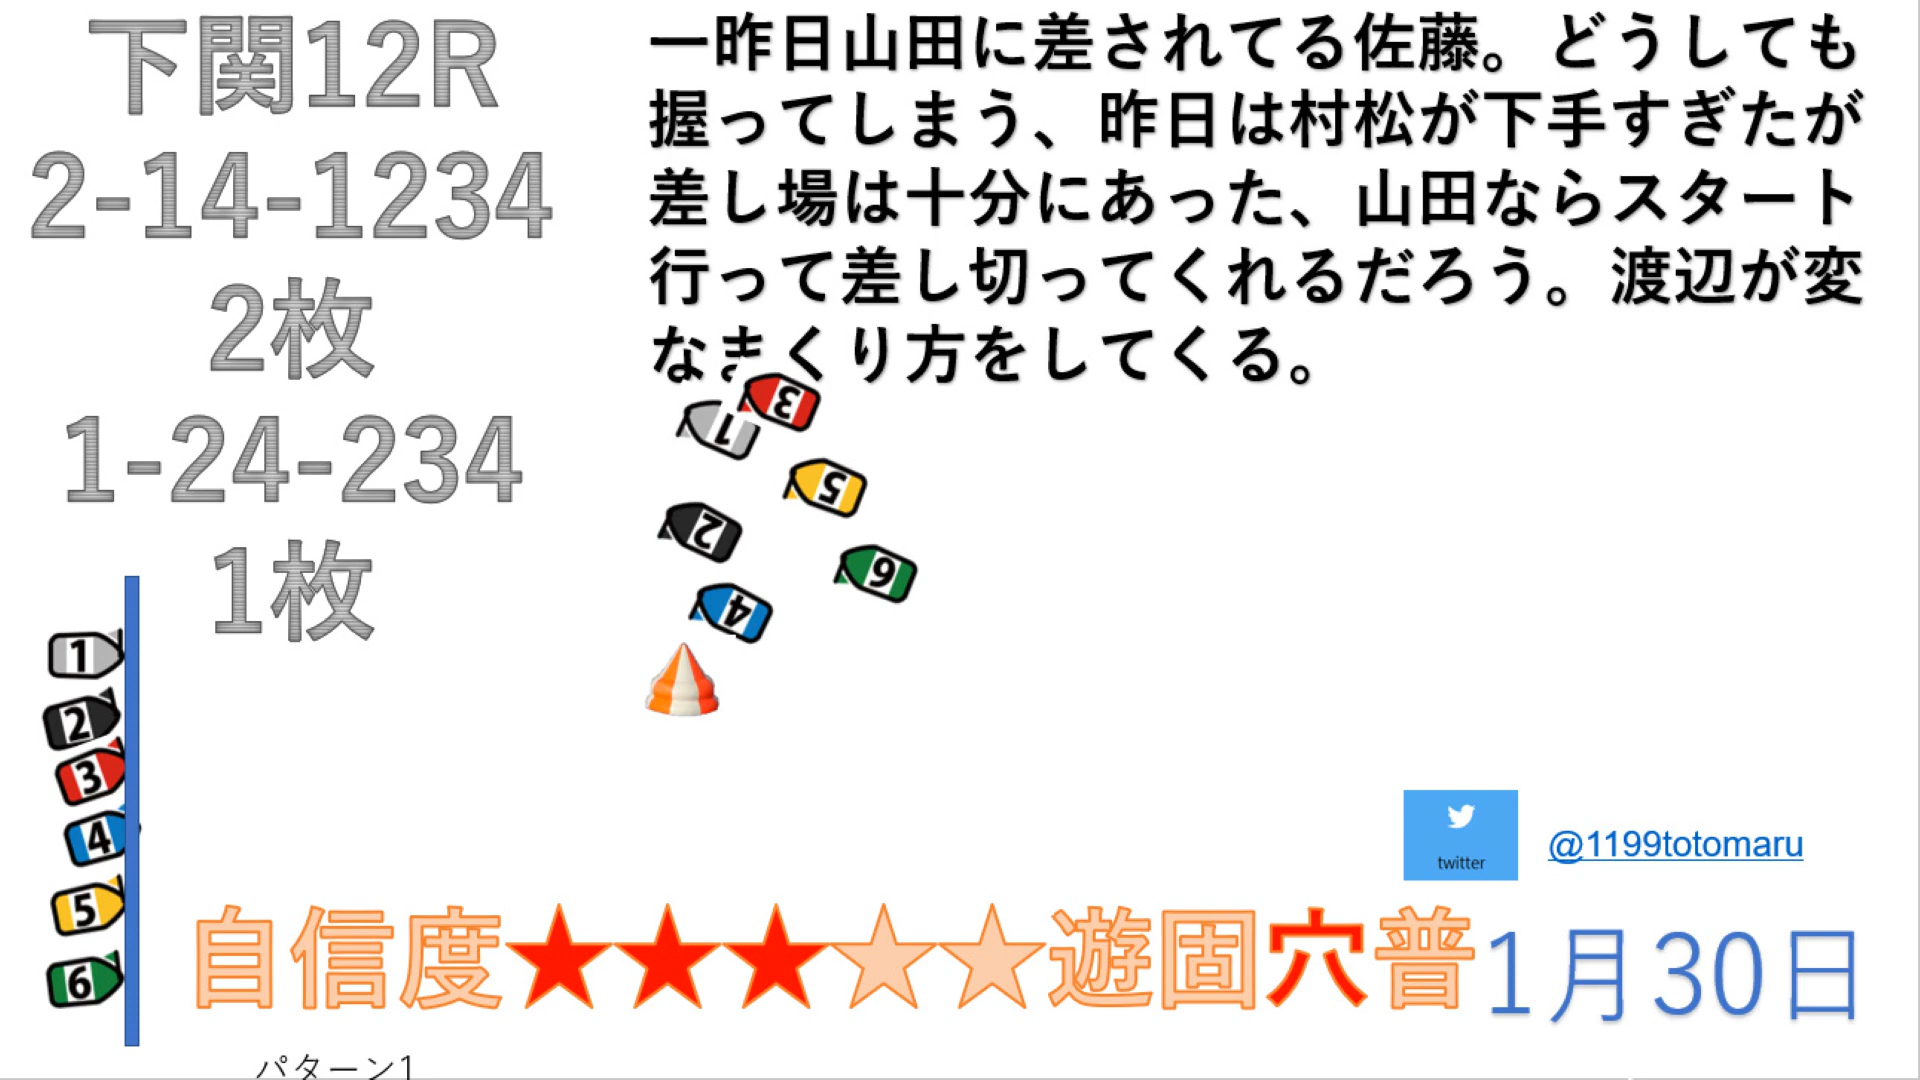 下関12R
2-14-1234
2枚
1-24-234
1枚
一昨日山田に差されてる佐藤。どうしても
握ってしまう、昨日は村松が下手すぎたが
差し場は十分にあった、山田ならスタート
行って差し切ってくれるだろう。渡辺が変
なまくり方をしてくる。
3
1
5
2
6
4
1
2
3
4
5
6
twitter
@1199totomaru
自信度★★★★★遊固穴普
1月30日
パターン1